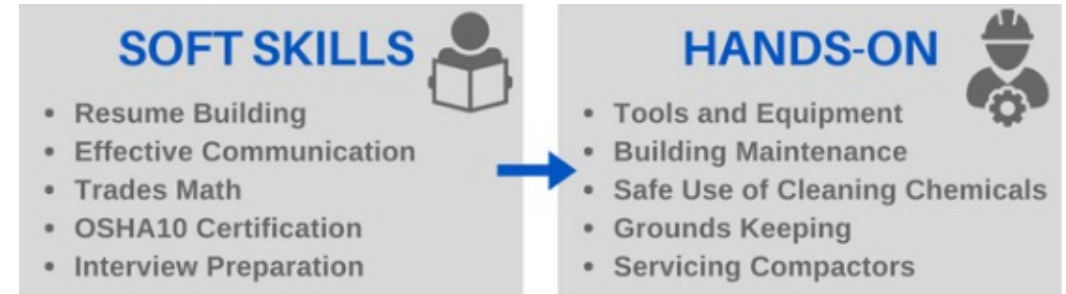 SOFT SKILLS
• Resume Building
• Effective Communication
• Trades Math
• OSHA10 Certification
• Interview Preparation
HANDS-ON
• Tools and Equipment
• Building Maintenance
• Safe Use of Cleaning Chemicals
• Grounds Keeping
• Servicing Compactors